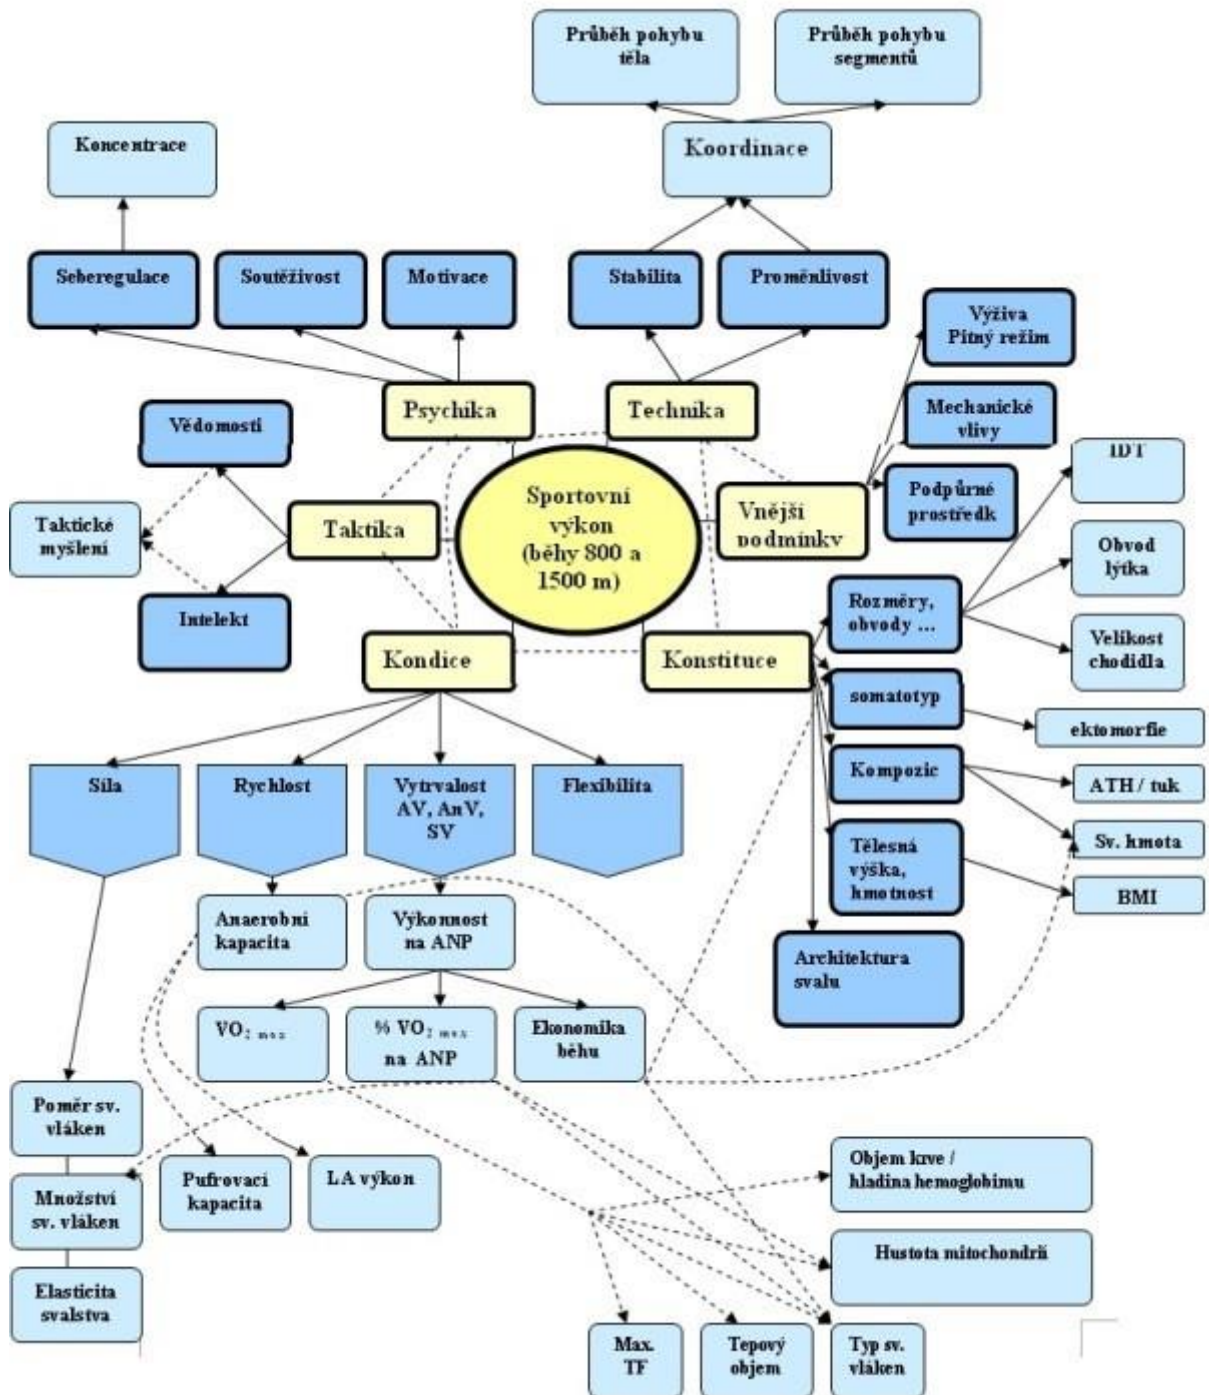 Průběh pohybu
těla
Průběh pohybu
segmentů
Koncentrace
Koordinace
Seberegulace
Soutěživost
Motivace
Stabilita
Proměnlivost
Výživa
Pitný režim
Psychika
Technika
Mechanické
vlivy
Vědomosti
IDT
Sportovní
výkon
(běhy 800 a
1500 m)
Podpůrné
prostředk
Taktické
myšlení
Taktika
Vnější
podmínky
Obvod
lýtka
Intelekt
Rozměry,
obvody ...
Kondice
Konstituce
Velikost
chodidla
somatotyp
ektomorfie
Síla
Rychlost
Vytrvalost
AV, AnV,
SV
Flexibilita
Kompozic
ATH / tuk
Sv. hmota
Tělesná
výška,
hmotnost
BMI
Anaerobní
kapacita
Výkonnost
na ANP
Architektura
svalu
VO2 max
% VO2 max
na ANP
Ekonomika
běhu
Poměr sv.
vláken
Pufrovací
kapacita
LA výkon
Objem krve /
hladina hemoglobimu
Množství
sv. vláken
Hustota mitochondrií
Elasticita
svalstva
Max.
TF
Tepový
objem
Typ sv.
vláken